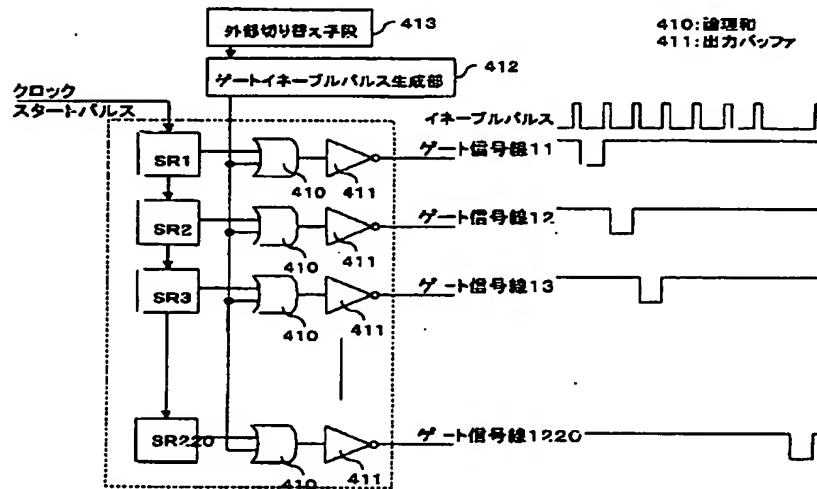 外部切り替え手段
413
410:論理和
411:出力バッファ
ゲートイネーブルパルス生成部
412
クロック
スタートパルス
イネーブルパルス
SR1
410
411
ゲート信号線11
SR2
410
411
ゲート信号線12
SR3
410
411
ゲート信号線13
SR220
410
411
ゲート信号線1220